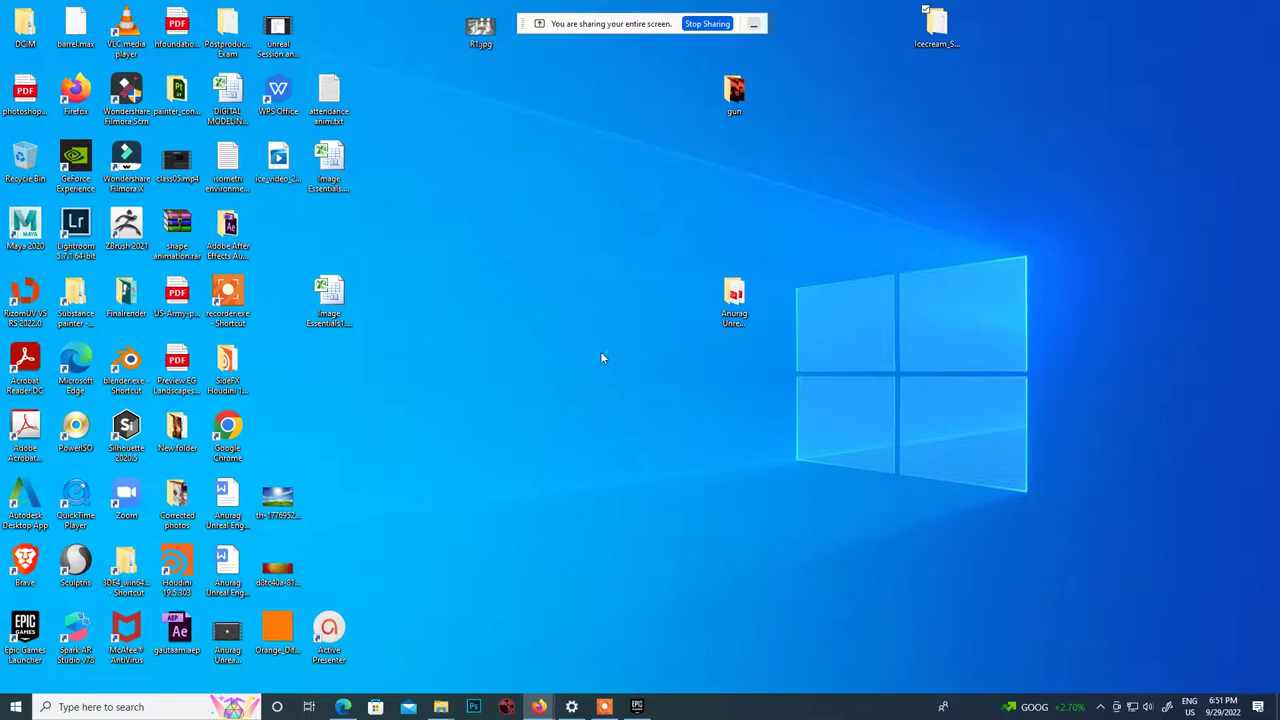 You are sharing your entire screen. Stop Sharing
DCIM
barrel.max
VLC media player
hfoundation...
Postproduc... Exam
unreal Session an...
R1.jpg
Icecream_S...
photoshop...
Firefox
Wondershare Filmora Scrn
painter_con...
DIGITAL MODELIN...
WPS Office
attendance anim.txt
gun
Recycle Bin
GeForce Experience
Wondershare Filmora X
class05.mp4
isometri environme...
ice_video_2...
Image Essentials....
Maya 2020
Lightroom 5.7.1 64-bit
ZBrush 2021
shape animation.rar
Adobe After Effects Au...
RizomUV VS RS 2022.0
Substance painter -...
Finalrender
US-Army-p...
recorder.exe - Shortcut
Image Essentials1....
Anurag Unre...
Acrobat Reader DC
Microsoft Edge
blender.exe - Shortcut
Preview EG Landscapes...
SideFX Houdini 1...
Adobe Acrobat...
PowerISO
Silhouette 2020.5
New folder
Google Chrome
Autodesk Desktop App
QuickTime Player
Zoom
Corrected photos
Anurag Unreal Eng...
th-1776952...
Brave
Sculptris
3DE4_win64... - Shortcut
Houdini 19.5.303
Anurag Unreal Eng...
d8tc40a-81...
Epic Games Launcher
Spark AR Studio v78
McAfee® AntiVirus
gautaam.aep
Anurag Unrea...
Orange_Dif...
Active Presenter
Type here to search
GOOG +2.70%
ENG US
6:51 PM
9/29/2022